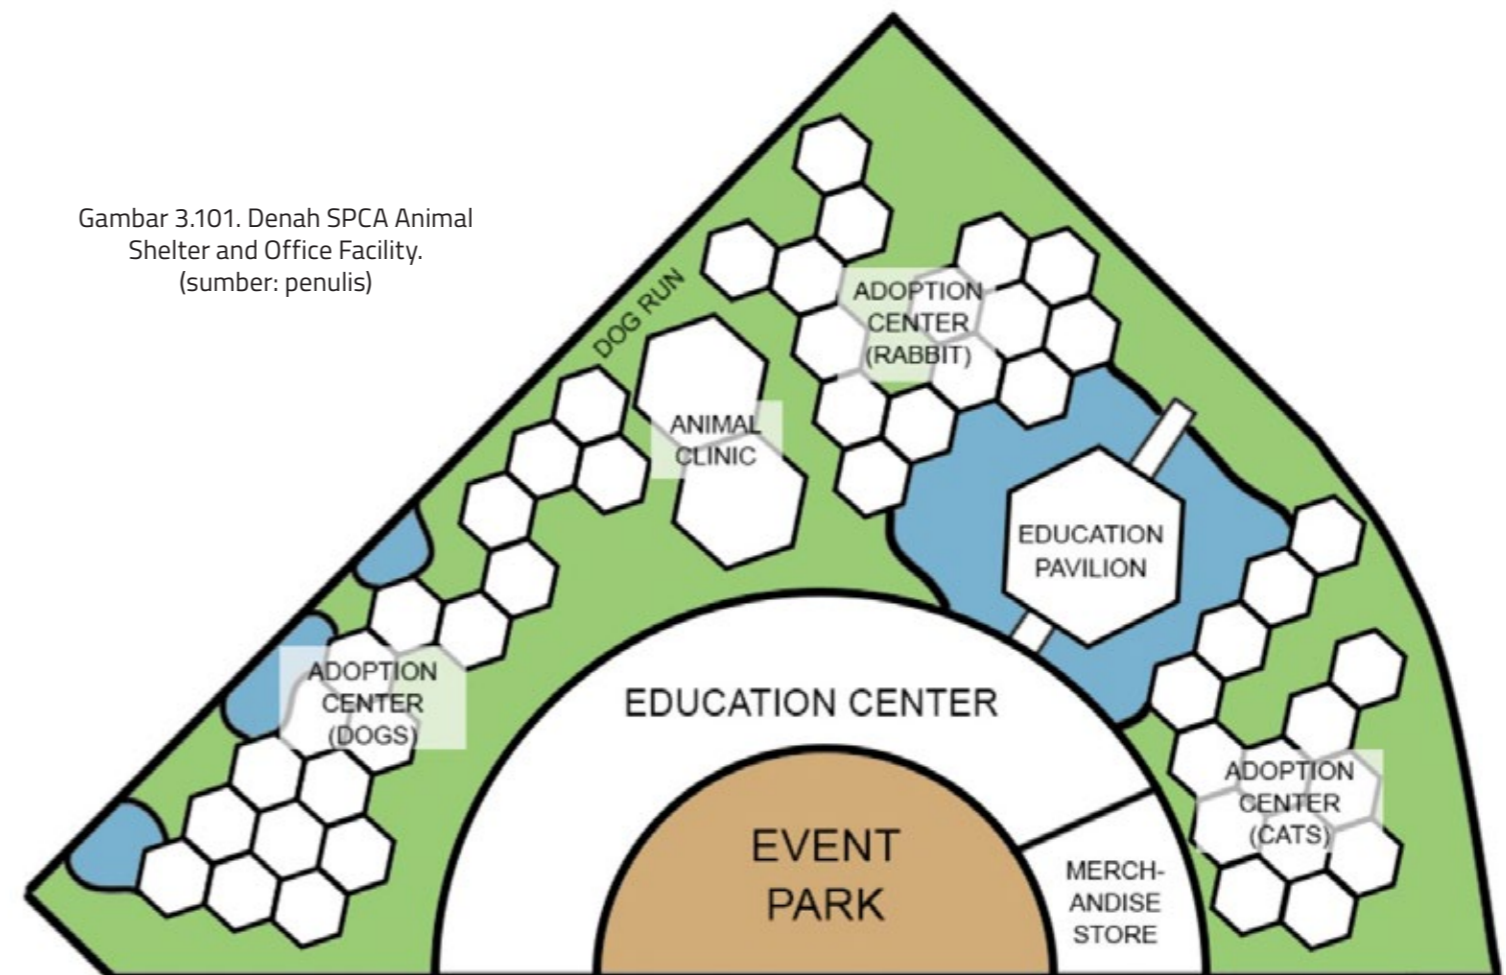 Gambar 3.101. Denah SPCA Animal
Shelter and Office Facility.
(sumber: penulis)
DOG RUN
ADOPTION
CENTER
(RABBIT)
ANIMAL
CLINIC
EDUCATION
PAVILION
ADOPTION
CENTER
(DOGS)
EDUCATION CENTER
ADOPTION
CENTER
(CATS)
EVENT
PARK
MERCH-
ANDISE
STORE